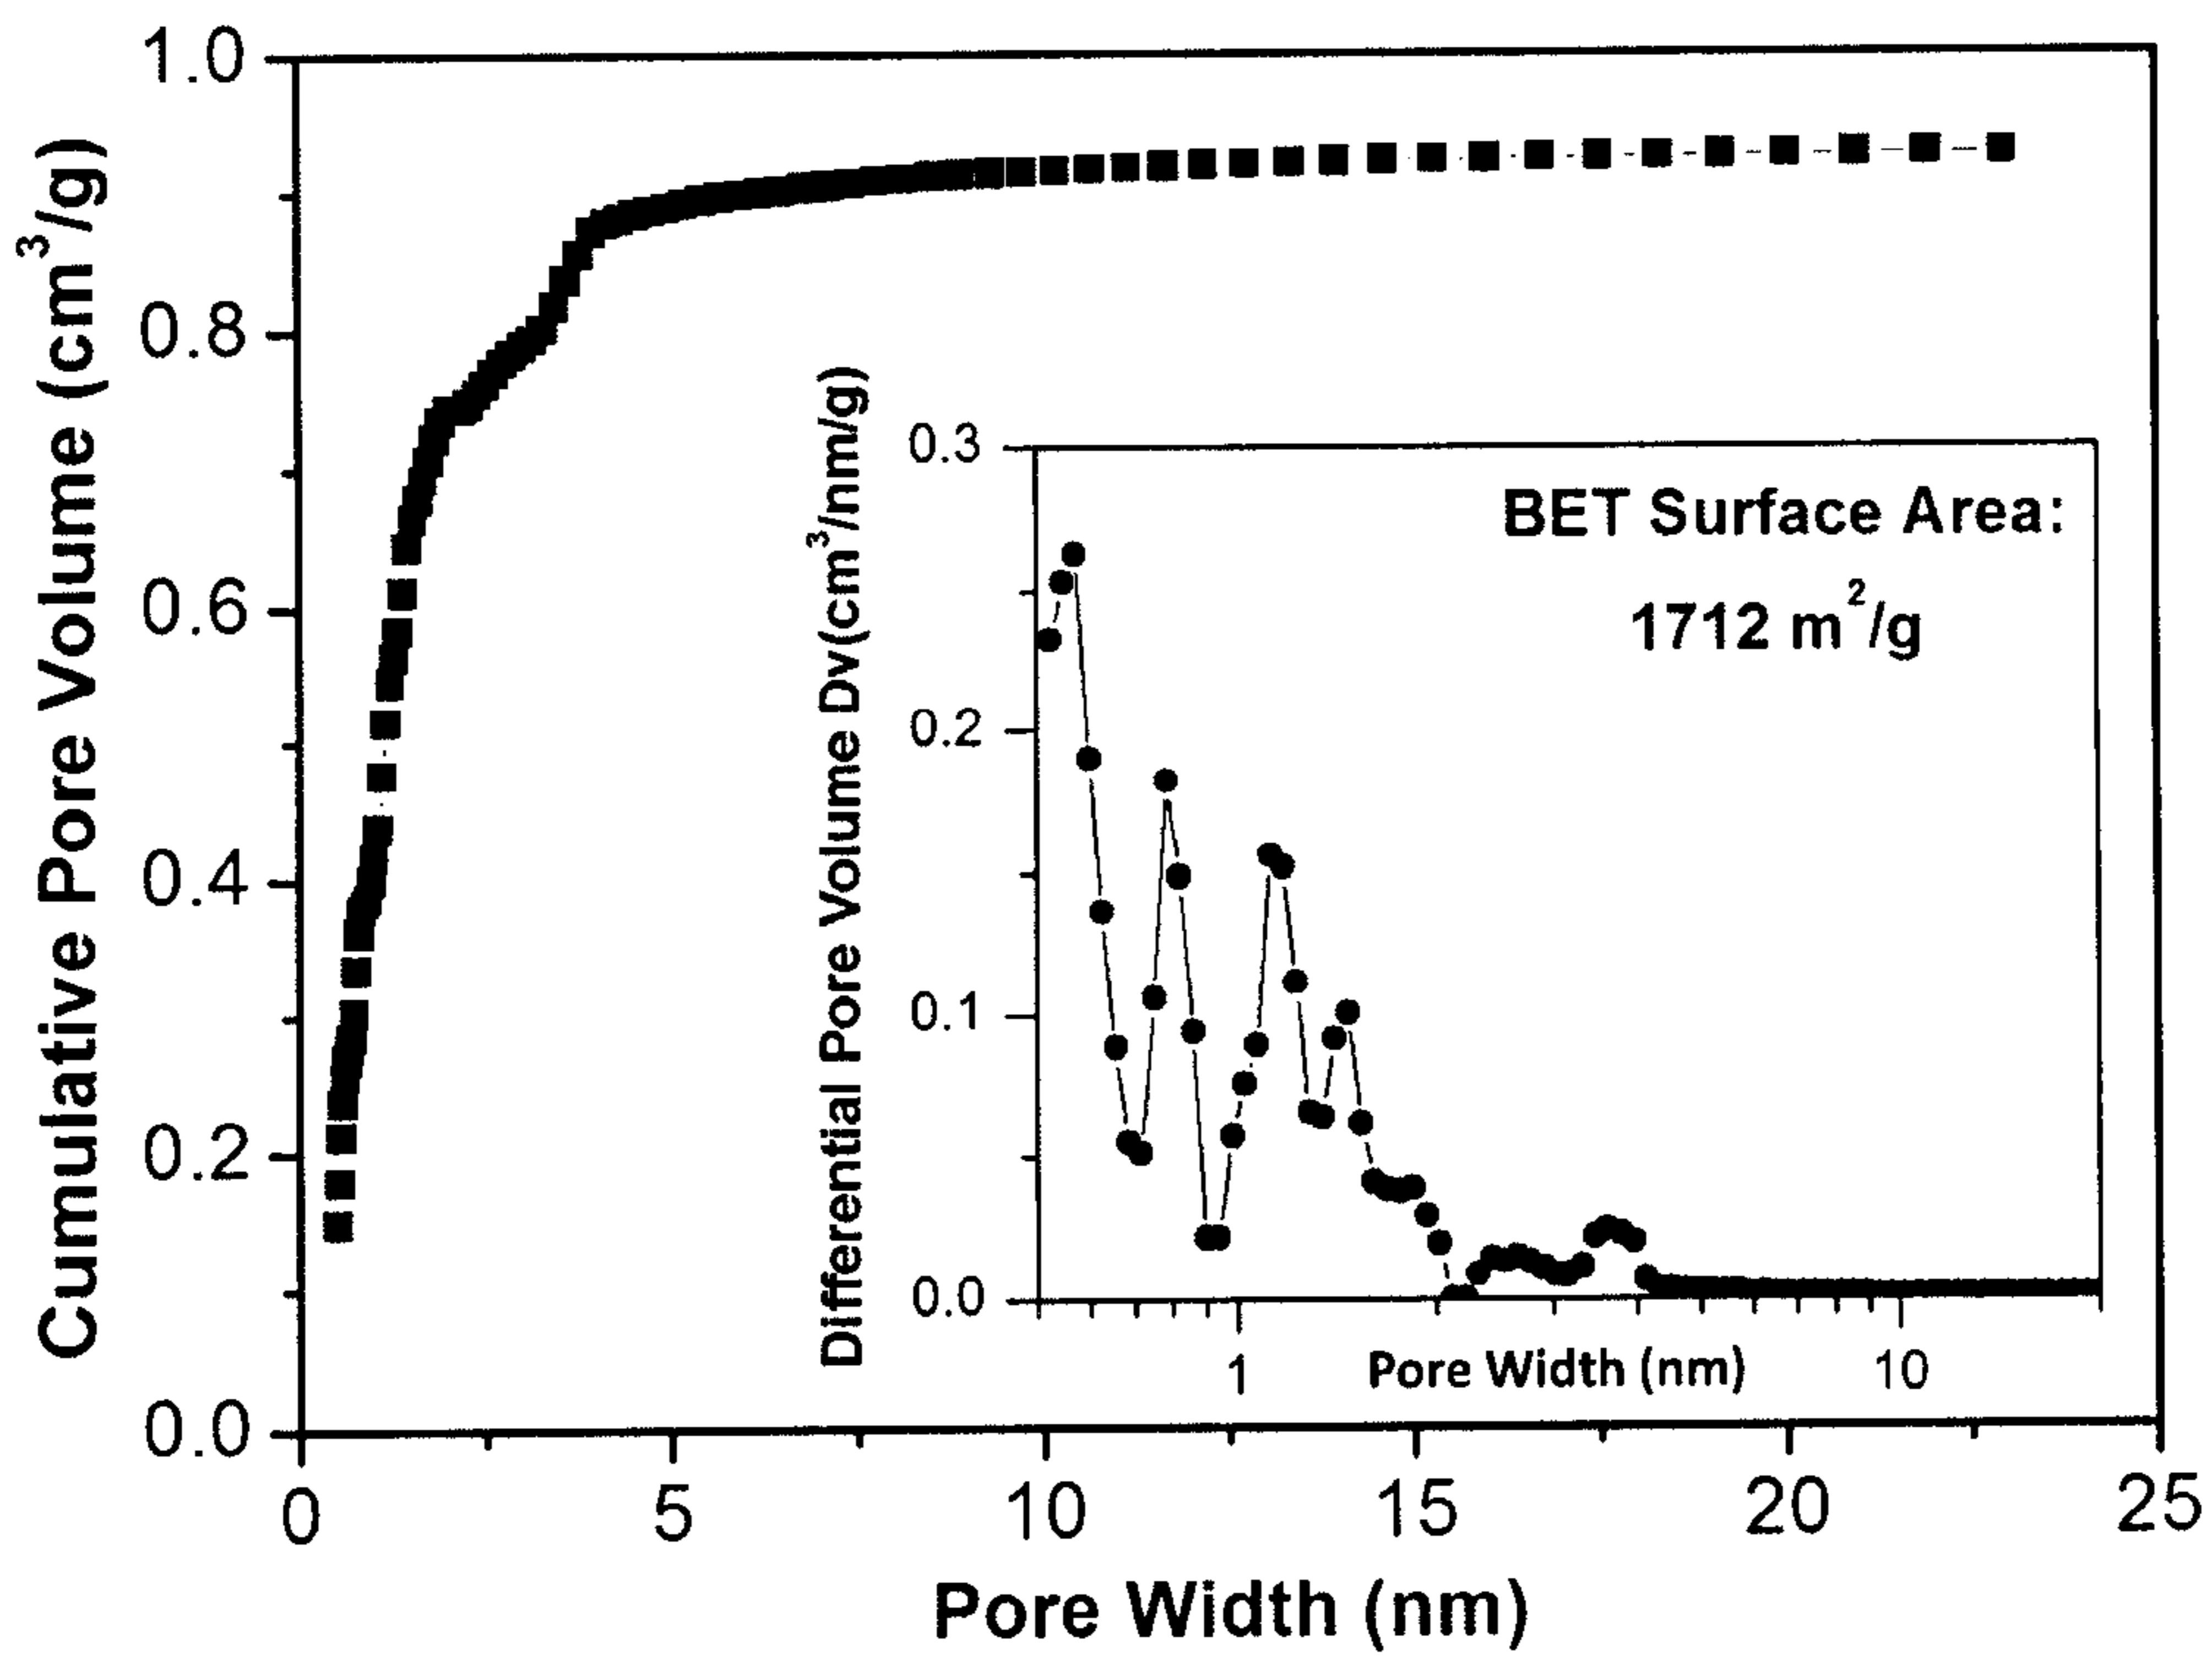 Cumulative Pore Volume (cm³/g)
1.0
0.8
0.6
0.4
0.2
0.0
0 5 10 15 20 25
Pore Width (nm)
Differential Pore Volume Dv(cm³/nm/g)
0.3
0.2
0.1
0.0
BET Surface Area:
1712 m²/g
1 10
Pore Width (nm)